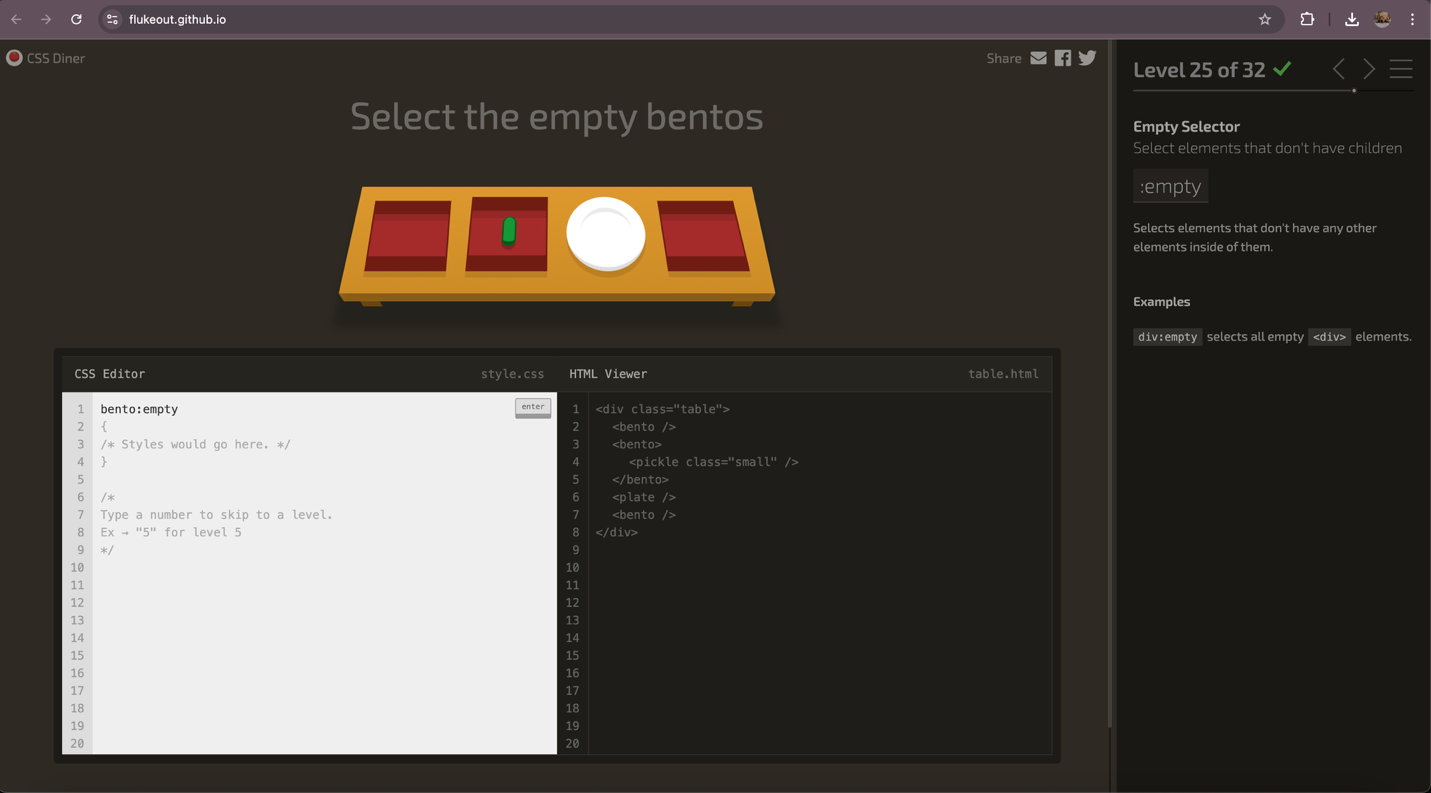 flukeout.github.io
CSS Diner
Share
Select the empty bentos
CSS Editor
style.css
1 bento:empty
enter
2 {
3 /* Styles would go here. */
4 }
5
6 /*
7 Type a number to skip to a level.
8 Ex → "5" for level 5
9 */
10
11
12
13
14
15
16
17
18
19
20
HTML Viewer
table.html
1 <div class="table">
2 <bento />
3 <bento>
4 <pickle class="small" />
5 </bento>
6 <plate />
7 <bento />
8 </div>
9
10
11
12
13
14
15
16
17
18
19
20
Level 25 of 32
Empty Selector
Select elements that don't have children
:empty
Selects elements that don't have any other
elements inside of them.
Examples
div:empty selects all empty <div> elements.